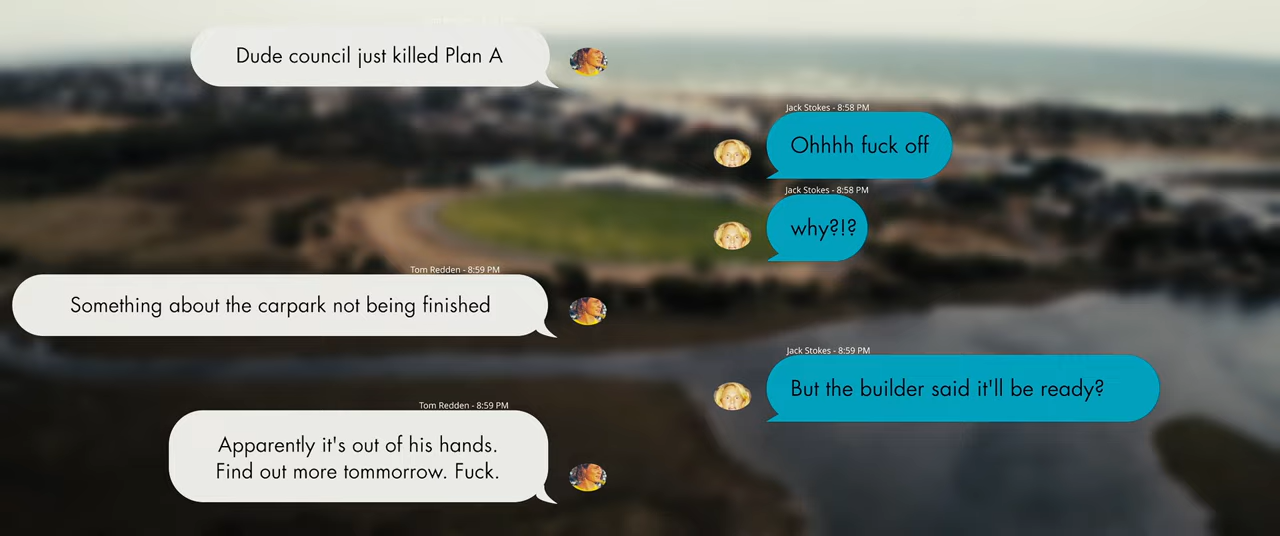 Dude council just killed Plan A
Jack Stokes - 8:58 PM
Ohhhh fuck off
Jack Stokes - 8:58 PM
why?!?
Tom Redden - 8:59 PM
Something about the carpark not being finished
Jack Stokes - 8:59 PM
But the builder said it'll be ready?
Tom Redden - 8:59 PM
Apparently it's out of his hands.
Find out more tommorrow. Fuck.